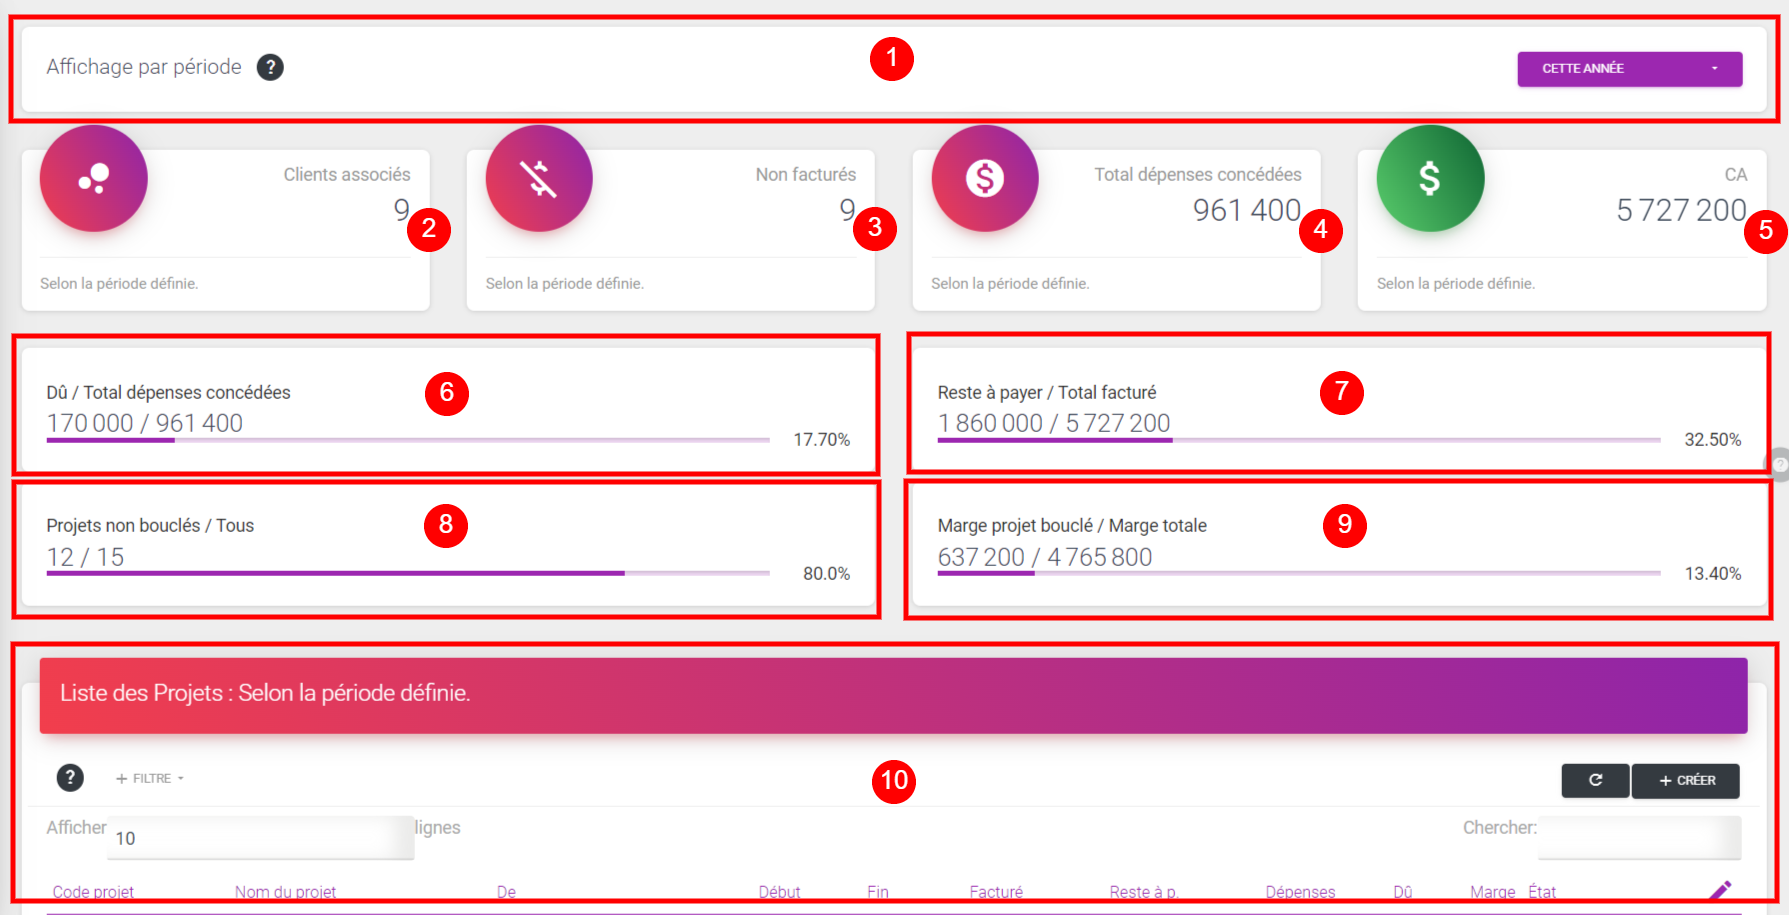 Affichage par période ? 1 CETTE ANNÉE
Clients associés
9 2
Selon la période définie.
Non facturés
9 3
Selon la période définie.
Total dépenses concédées
961 400 4
Selon la période définie.
CA
5 727 200 5
Selon la période définie.
Dû / Total dépenses concédées 6
170 000 / 961 400
17.70%
Reste à payer / Total facturé 7
1 860 000 / 5 727 200
32.50%
?
Projets non bouclés / Tous 8
12 / 15
80.0%
Marge projet bouclé / Marge totale 9
637 200 / 4 765 800
13.40%
Liste des Projets : Selon la période définie.
? + FILTRE 10 + CRÉER
Afficher 10 lignes Chercher:
Code projet Nom du projet De Début Fin Facturé Reste à p. Dépenses Dû Marge État